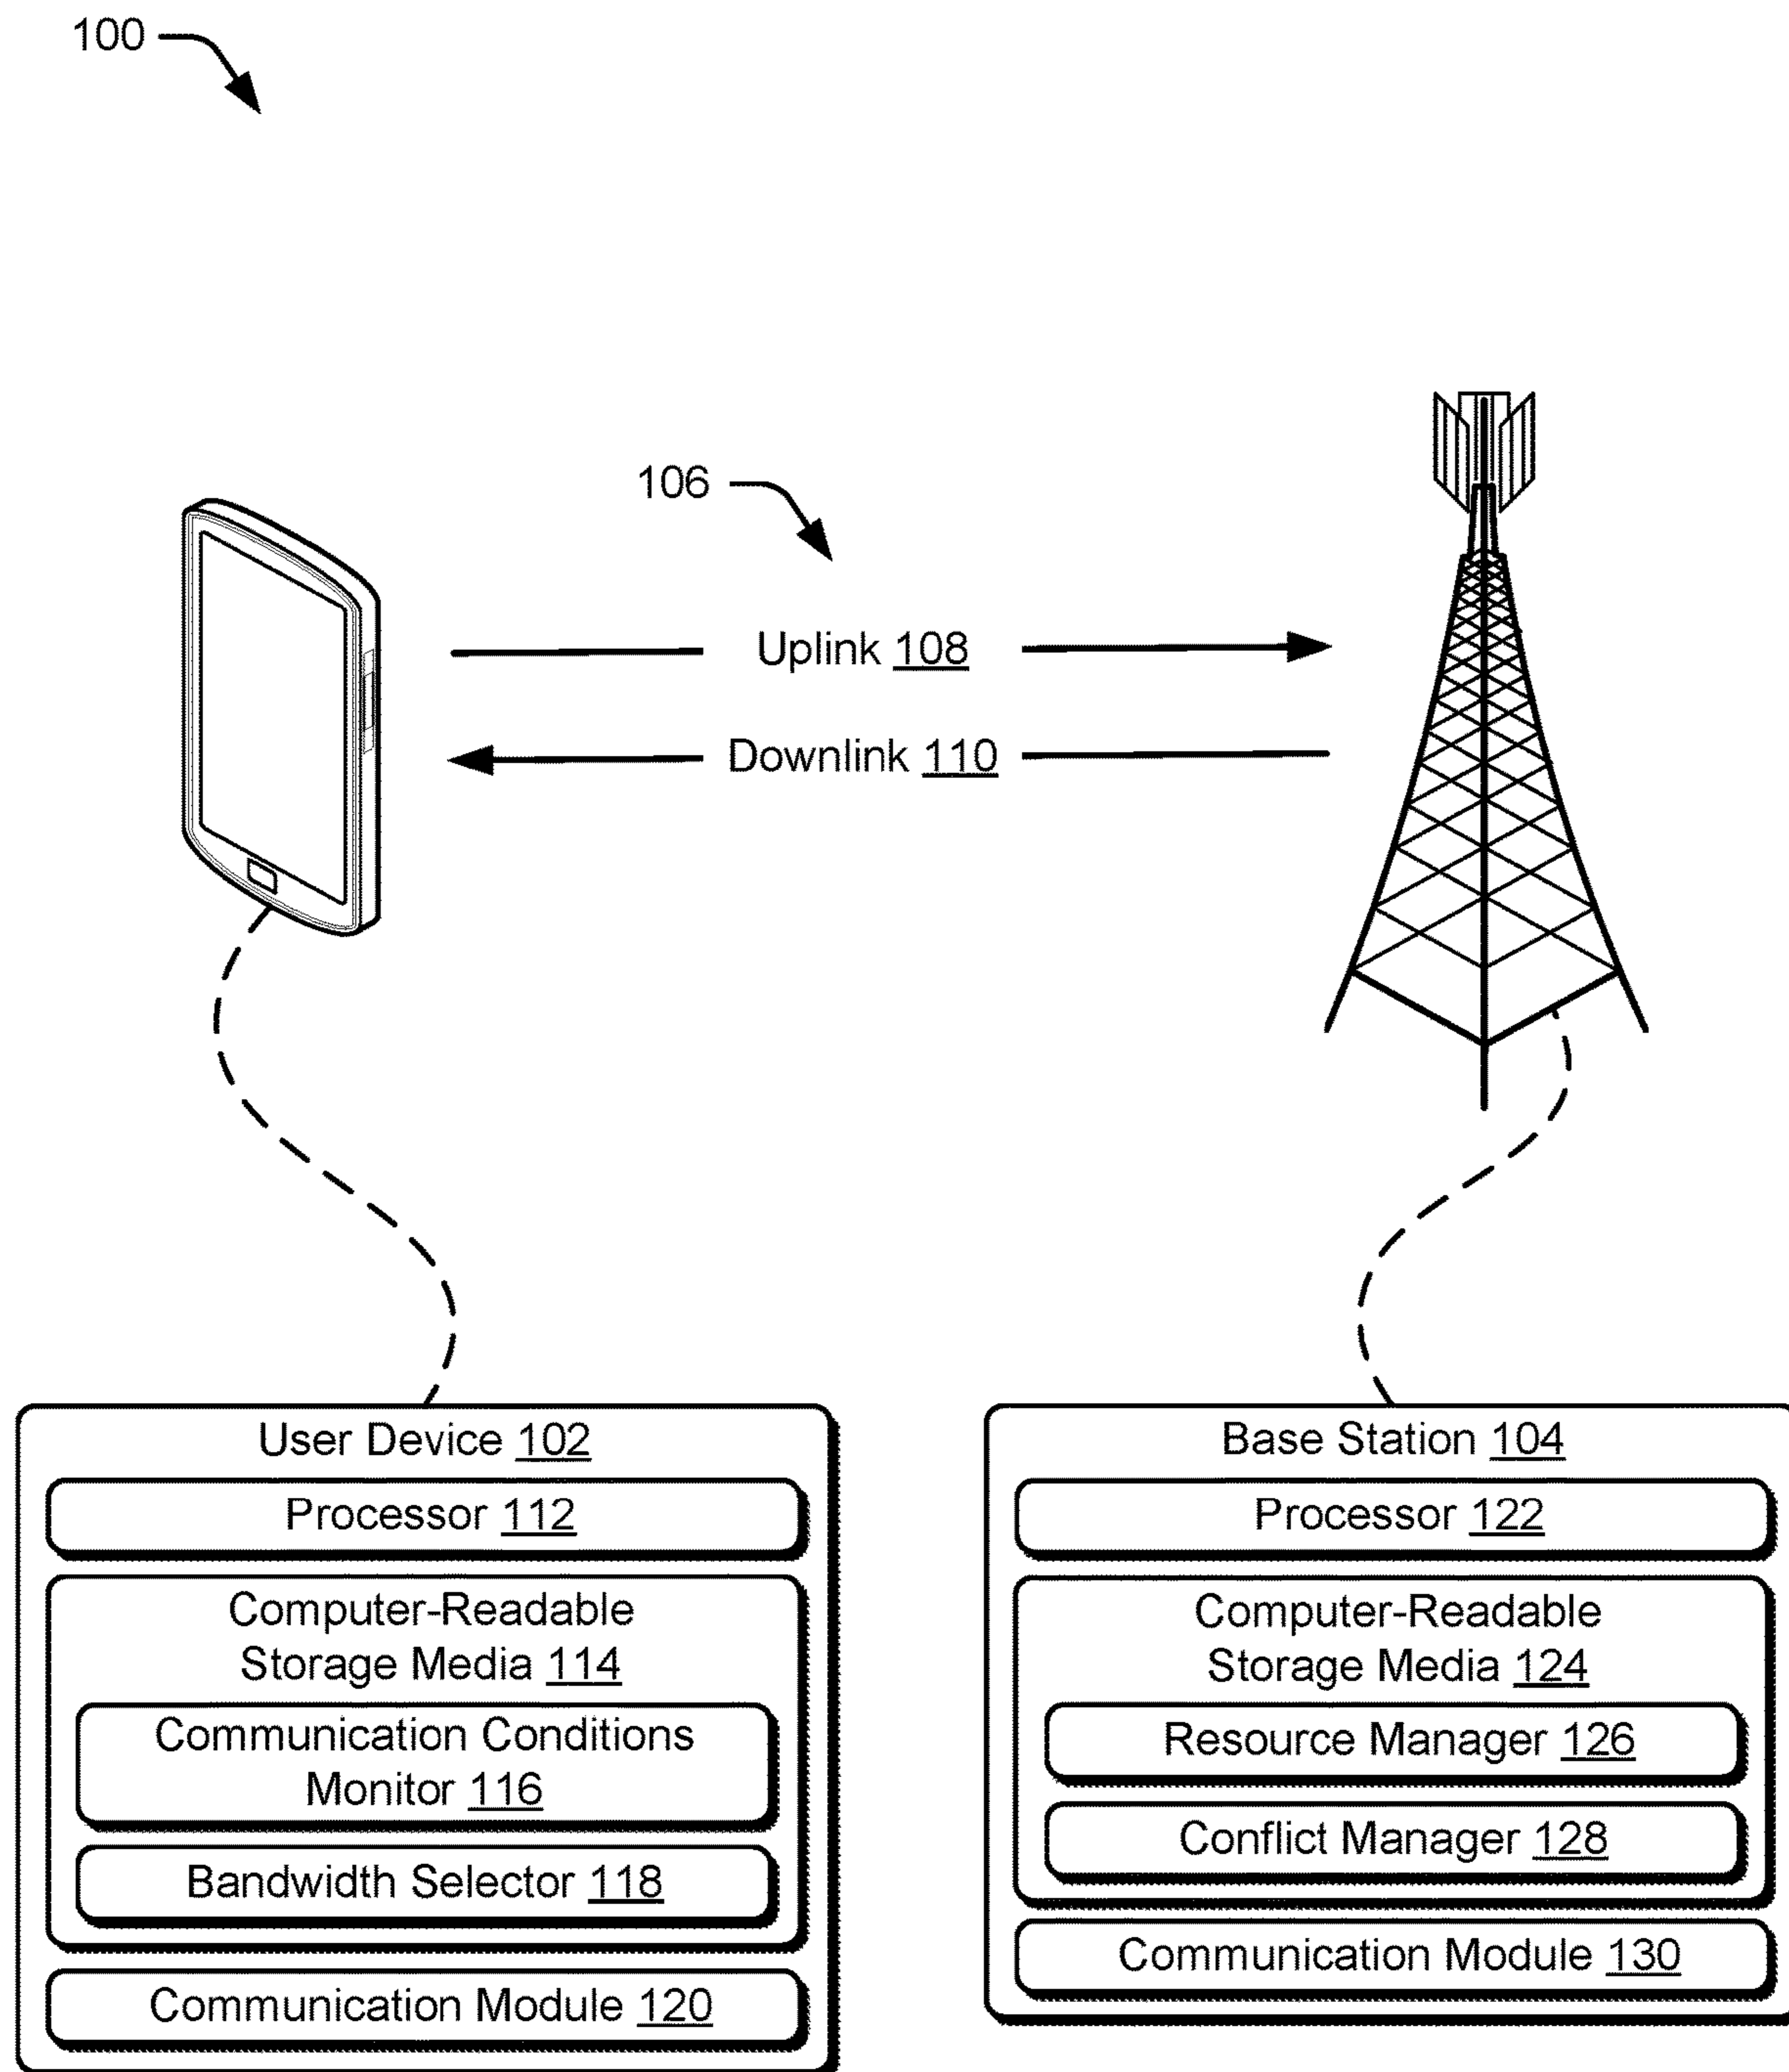 100
106
Uplink 108
Downlink 110
User Device 102
Processor 112
Computer-Readable
Storage Media 114
Communication Conditions
Monitor 116
Bandwidth Selector 118
Communication Module 120
Base Station 104
Processor 122
Computer-Readable
Storage Media 124
Resource Manager 126
Conflict Manager 128
Communication Module 130